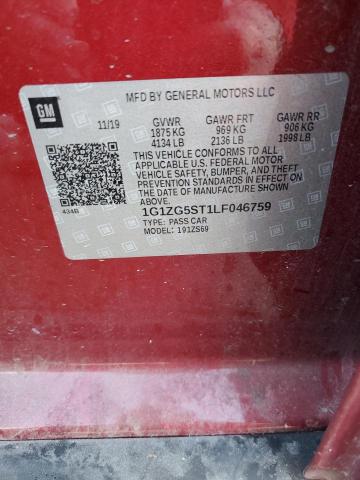 GM
MFD BY GENERAL MOTORS LLC
11/19 GVWR GAWR FRT GAWR RR
1875 KG 969 KG 906 KG
4134 LB 2136 LB 1998 LB
THIS VEHICLE CONFORMS TO ALL
APPLICABLE U.S. FEDERAL MOTOR
VEHICLE SAFETY, BUMPER, AND THEFT
PREVENTION STANDARDS IN EFFECT ON
THE DATE OF MANUFACTURE SHOWN
ABOVE.
434B
1G1ZG5ST1LF046759
TYPE: PASS CAR
MODEL: 191ZS69